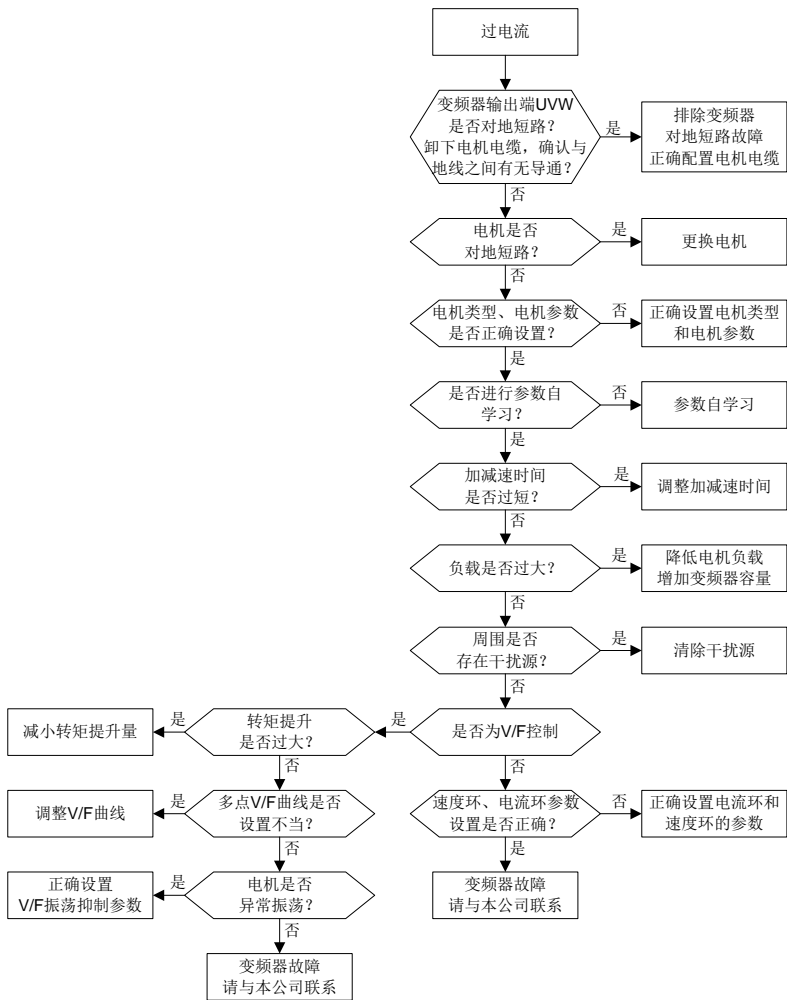 过电流
变频器输出端UVW
是否对地短路？
卸下电机电缆，确认与
地线之间有无导通？
是
排除变频器
对地短路故障
正确配置电机电缆
否
电机是否
对地短路？
是
更换电机
否
电机类型、电机参数
是否正确设置？
否
正确设置电机类型
和电机参数
是
是否进行参数自
学习？
否
参数自学习
是
加减速时间
是否过短？
是
调整加减速时间
否
负载是否过大？
是
降低电机负载
增加变频器容量
否
周围是否
存在干扰源？
是
清除干扰源
否
是否为V/F控制
是
转矩提升
是否过大？
是
减小转矩提升量
否
多点V/F曲线是否
设置不当？
是
调整V/F曲线
否
电机是否
异常振荡？
是
正确设置
V/F振荡抑制参数
否
变频器故障
请与本公司联系
速度环、电流环参数
设置是否正确？
否
正确设置电流环和
速度环的参数
是
变频器故障
请与本公司联系